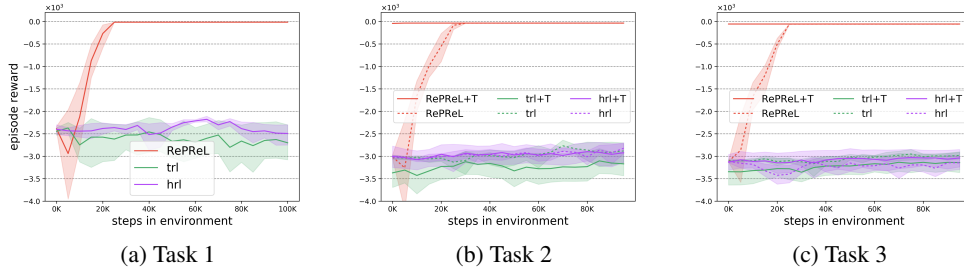 ×10³
0.0
−0.5
−1.0
−1.5
−2.0
−2.5
−3.0
−3.5
−4.0
episode reward
RePReL
trl
hrl
0K 20K 40K 60K 80K 100K
steps in environment
(a) Task 1
×10³
0.0
−0.5
−1.0
−1.5
−2.0
−2.5
−3.0
−3.5
−4.0
RePReL+T trl+T hrl+T
RePReL trl hrl
0K 20K 40K 60K 80K
steps in environment
(b) Task 2
×10³
0.0
−0.5
−1.0
−1.5
−2.0
−2.5
−3.0
−3.5
−4.0
RePReL+T trl+T hrl+T
RePReL trl hrl
0K 20K 40K 60K 80K
steps in environment
(c) Task 3